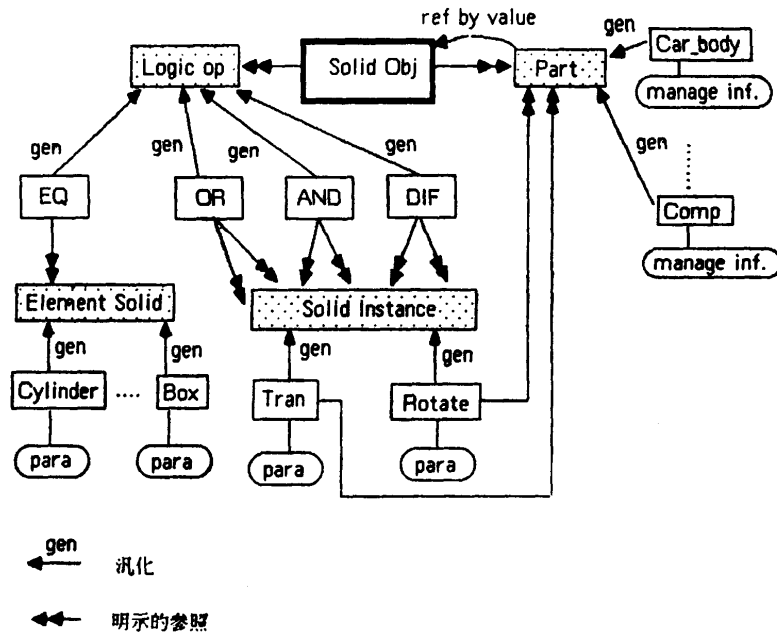 ref by value
gen
Car_body
Logic op
Solid Obj
Part
manage inf.
gen
gen
gen
gen
gen
EQ
OR
AND
DIF
Comp
manage inf.
Element Solid
Solid Instance
gen
gen
gen
gen
Cylinder
....
Box
Tran
Rotate
para
para
para
para
gen
汎化
明示的参照